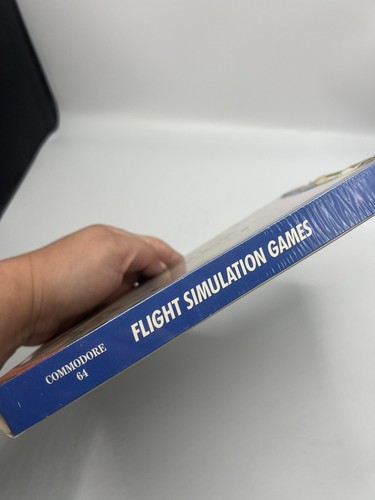 COMMODORE
64
FLIGHT SIMULATION GAMES